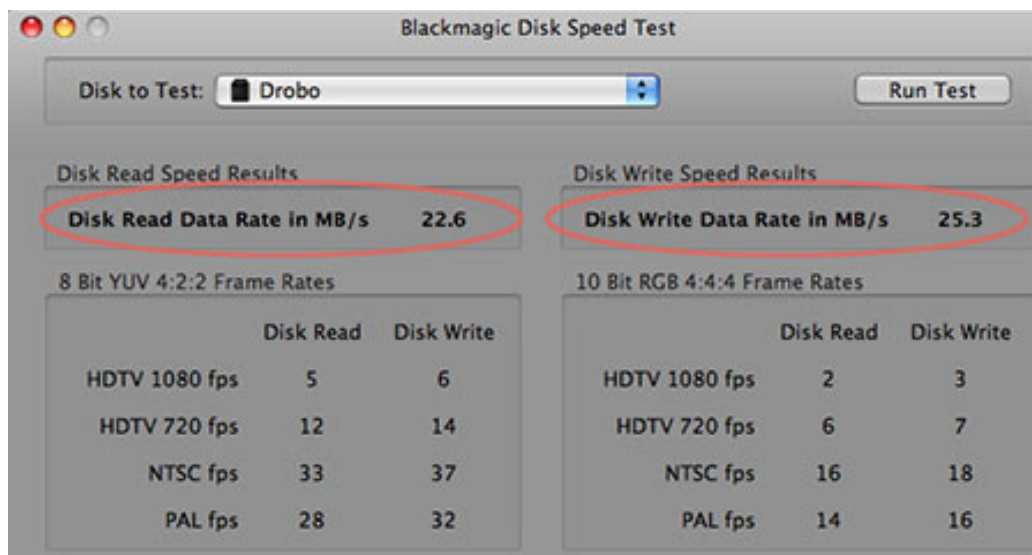 Blackmagic Disk Speed Test
Disk to Test: Drobo Run Test
Disk Read Speed Results
Disk Read Data Rate in MB/s 22.6
Disk Write Speed Results
Disk Write Data Rate in MB/s 25.3
8 Bit YUV 4:2:2 Frame Rates
Disk Read Disk Write
HDTV 1080 fps 5 6
HDTV 720 fps 12 14
NTSC fps 33 37
PAL fps 28 32
10 Bit RGB 4:4:4 Frame Rates
Disk Read Disk Write
HDTV 1080 fps 2 3
HDTV 720 fps 6 7
NTSC fps 16 18
PAL fps 14 16